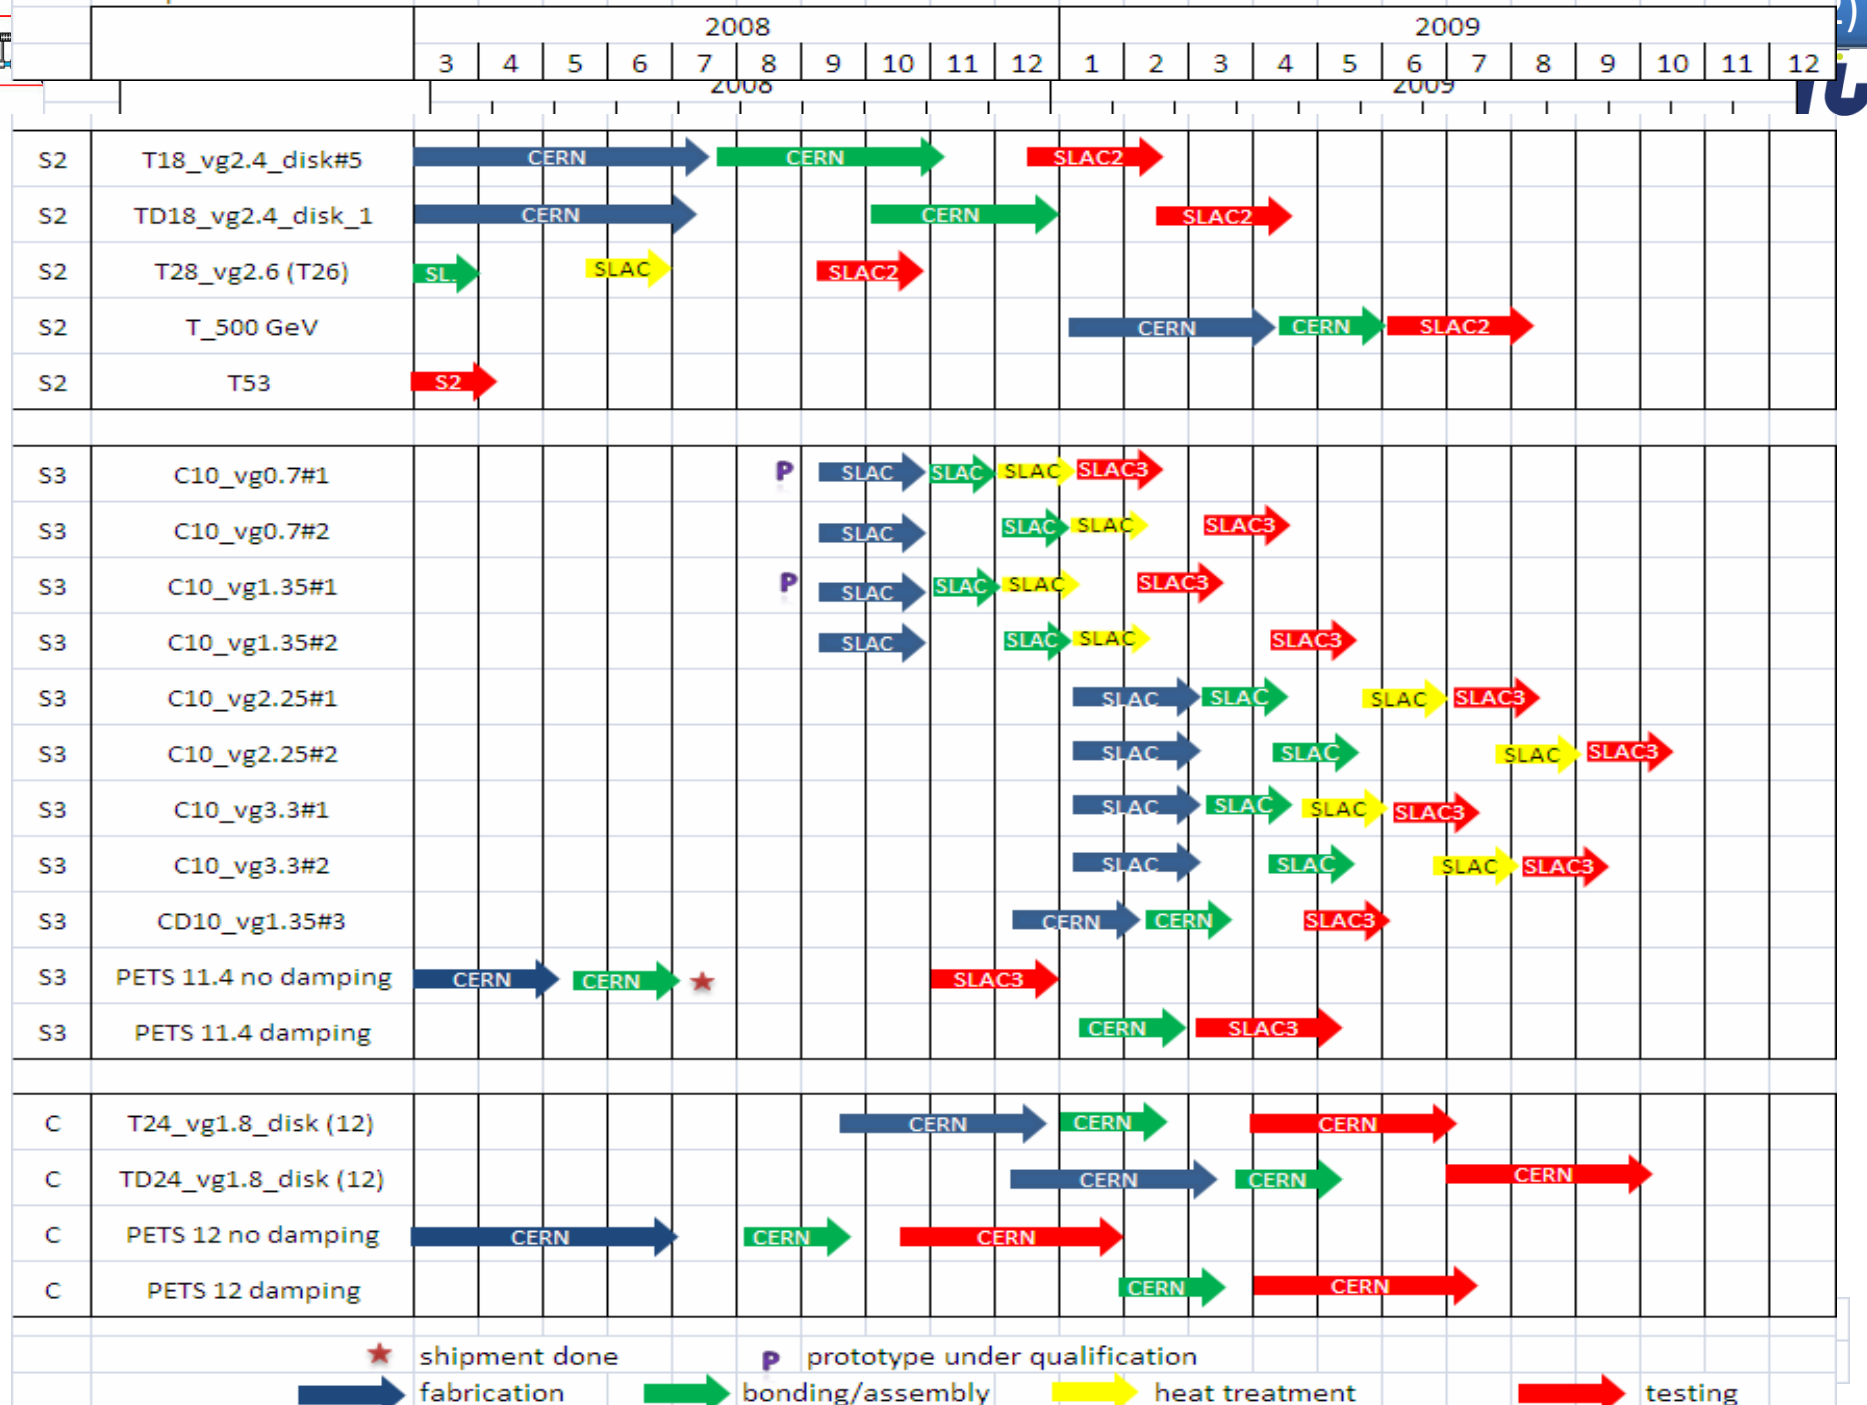 2008 2009
3 4 5 6 7 8 9 10 11 12 1 2 3 4 5 6 7 8 9 10 11 12
2008 2009
S2 T18_vg2.4_disk#5 CERN CERN SLAC2
S2 TD18_vg2.4_disk_1 CERN CERN SLAC2
S2 T28_vg2.6 (T26) SL. SLAC SLAC2
S2 T_500 GeV CERN CERN SLAC2
S2 T53 S2
S3 C10_vg0.7#1 P SLAC SLAC SLAC SLAC3
S3 C10_vg0.7#2 SLAC SLAC SLAC SLAC3
S3 C10_vg1.35#1 P SLAC SLAC SLAC SLAC3
S3 C10_vg1.35#2 SLAC SLAC SLAC SLAC3
S3 C10_vg2.25#1 SLAC SLAC SLAC SLAC3
S3 C10_vg2.25#2 SLAC SLAC SLAC SLAC3
S3 C10_vg3.3#1 SLAC SLAC SLAC SLAC3
S3 C10_vg3.3#2 SLAC SLAC SLAC SLAC3
S3 CD10_vg1.35#3 CERN CERN SLAC3
S3 PETS 11.4 no damping CERN CERN SLAC3
S3 PETS 11.4 damping CERN SLAC3
C T24_vg1.8_disk (12) CERN CERN CERN
C TD24_vg1.8_disk (12) CERN CERN CERN
C PETS 12 no damping CERN CERN CERN
C PETS 12 damping CERN CERN
shipment done P prototype under qualification
fabrication bonding/assembly heat treatment testing